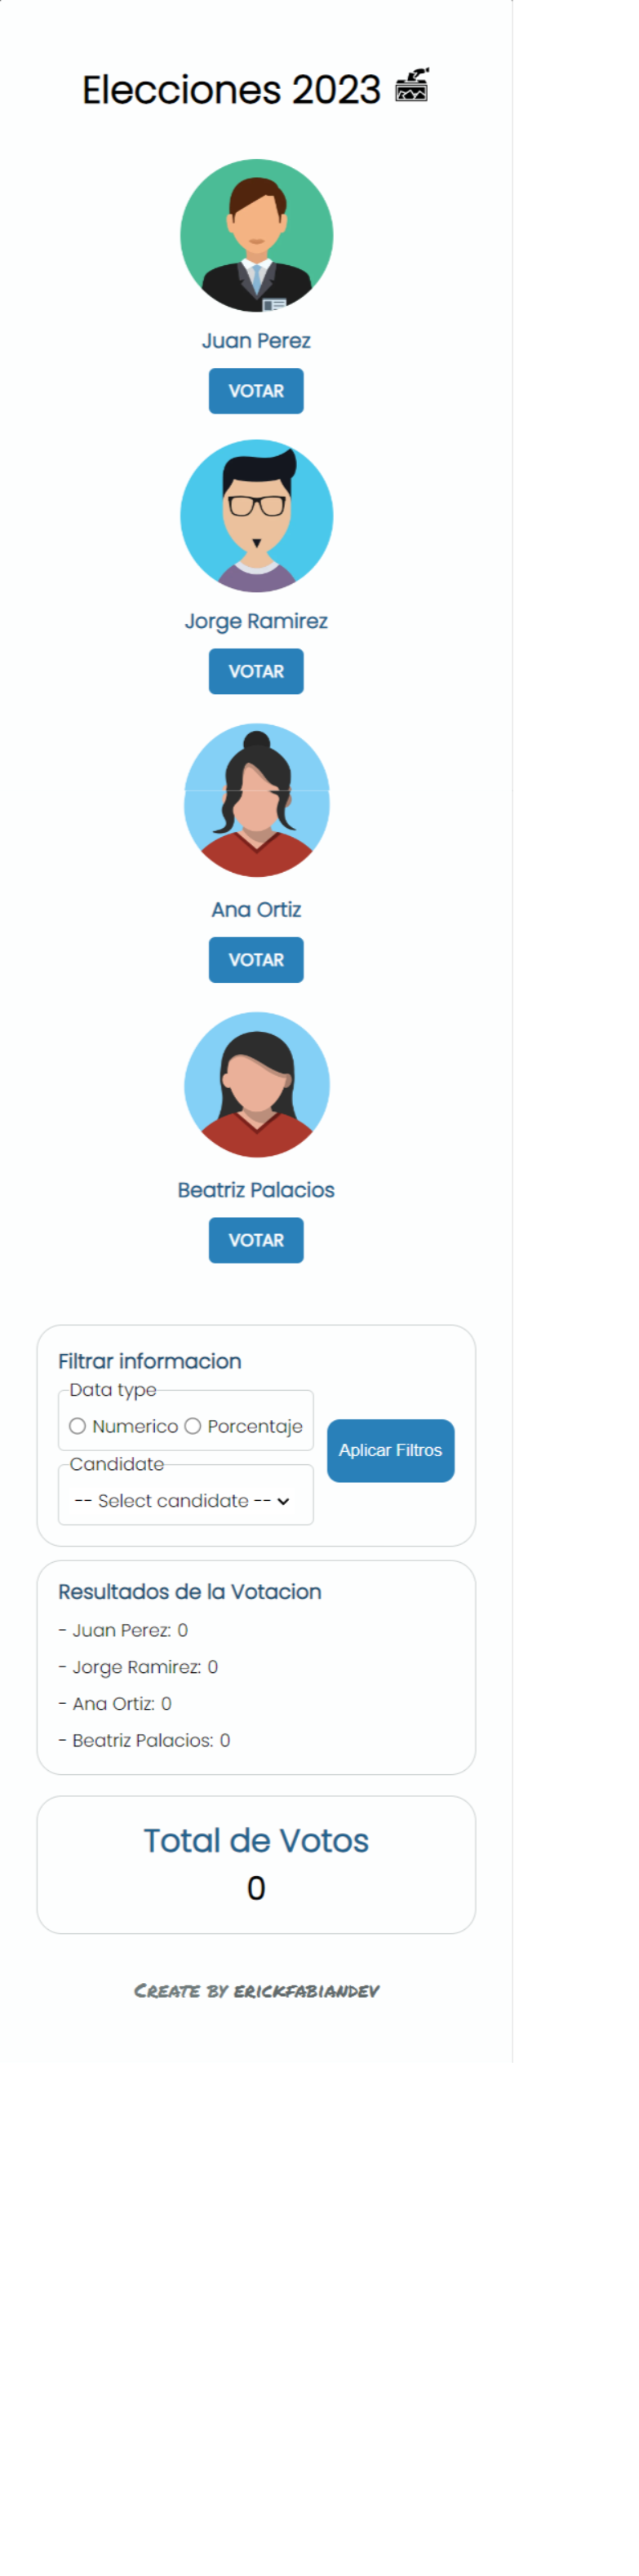 Elecciones 2023
Juan Perez
VOTAR
Jorge Ramirez
VOTAR
Ana Ortiz
VOTAR
Beatriz Palacios
VOTAR
Filtrar informacion
Data type
Numerico Porcentaje
Candidate
-- Select candidate --
Aplicar Filtros
Resultados de la Votacion
- Juan Perez: 0
- Jorge Ramirez: 0
- Ana Ortiz: 0
- Beatriz Palacios: 0
Total de Votos
0
Create by erickfabiandev